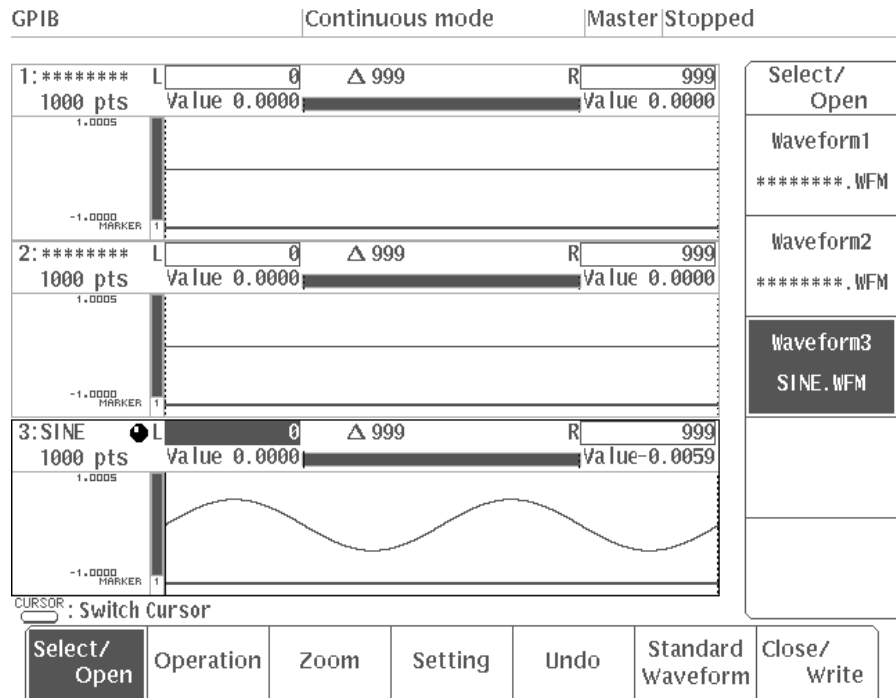 GPIB Continuous mode Master Stopped
1:******** L 0 Δ 999 R 999
1000 pts Value 0.0000 Value 0.0000
1.0005
-1.0000
MARKER 1
2:******** L 0 Δ 999 R 999
1000 pts Value 0.0000 Value 0.0000
1.0005
-1.0000
MARKER 1
3:SINE L 0 Δ 999 R 999
1000 pts Value 0.0000 Value-0.0059
1.0005
-1.0000
MARKER 1
CURSOR : Switch Cursor
Select/
Open
Waveform1
********.WFM
Waveform2
********.WFM
Waveform3
SINE.WFM
Select/
Open
Operation
Zoom
Setting
Undo
Standard
Waveform
Close/
Write